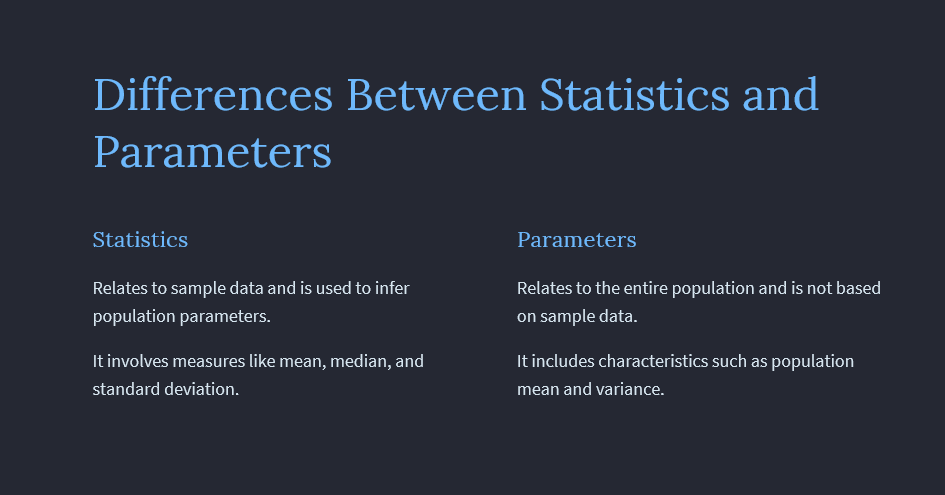 Differences Between Statistics and
Parameters
Statistics
Relates to sample data and is used to infer
population parameters.
It involves measures like mean, median, and
standard deviation.
Parameters
Relates to the entire population and is not based
on sample data.
It includes characteristics such as population
mean and variance.